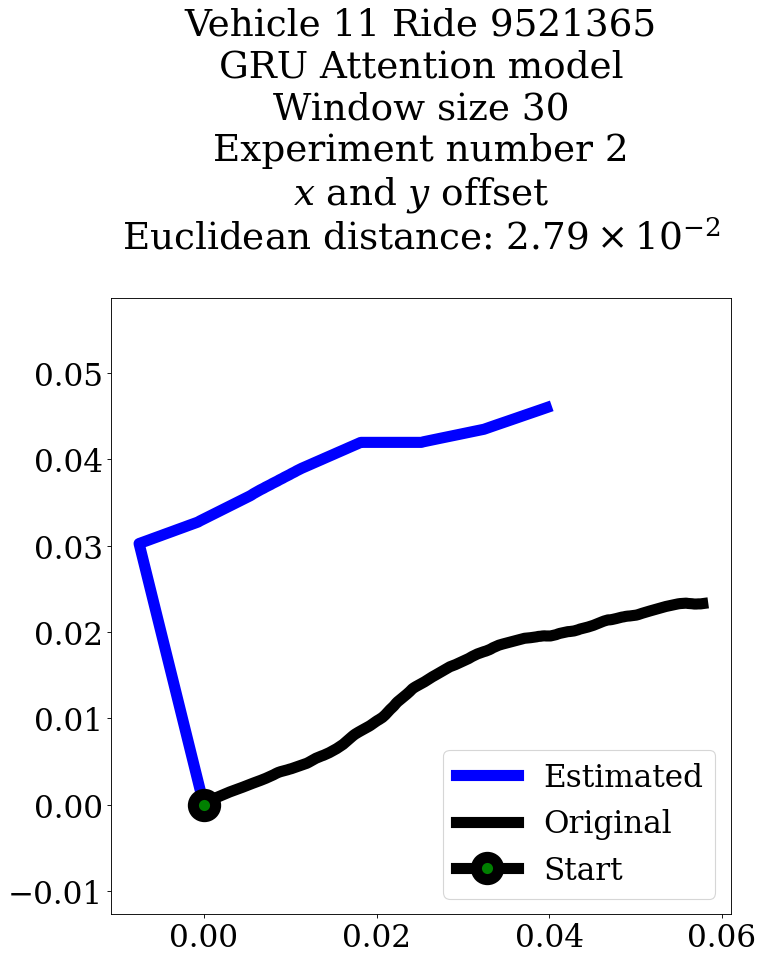 Vehicle 11 Ride 9521365
GRU Attention model
Window size 30
Experiment number 2
x and y offset
Euclidean distance: 2.79 × 10⁻²
0.05
0.04
0.03
0.02
0.01
0.00
−0.01
Estimated
Original
Start
0.00 0.02 0.04 0.06